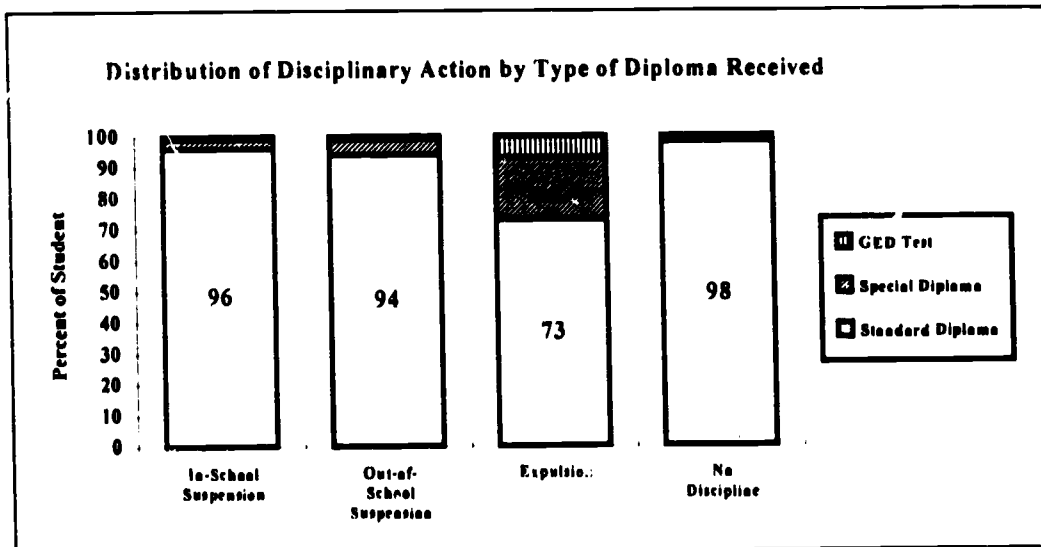 Distribution of Disciplinary Action by Type of Diploma Received
Percent of Student
100
90
80
70
60
50
40
30
20
10
0
96
94
73
98
GED Test
Special Diploma
Standard Diploma
In-School
Suspension
Out-of-
School
Suspension
Expulsio.:
No
Discipline